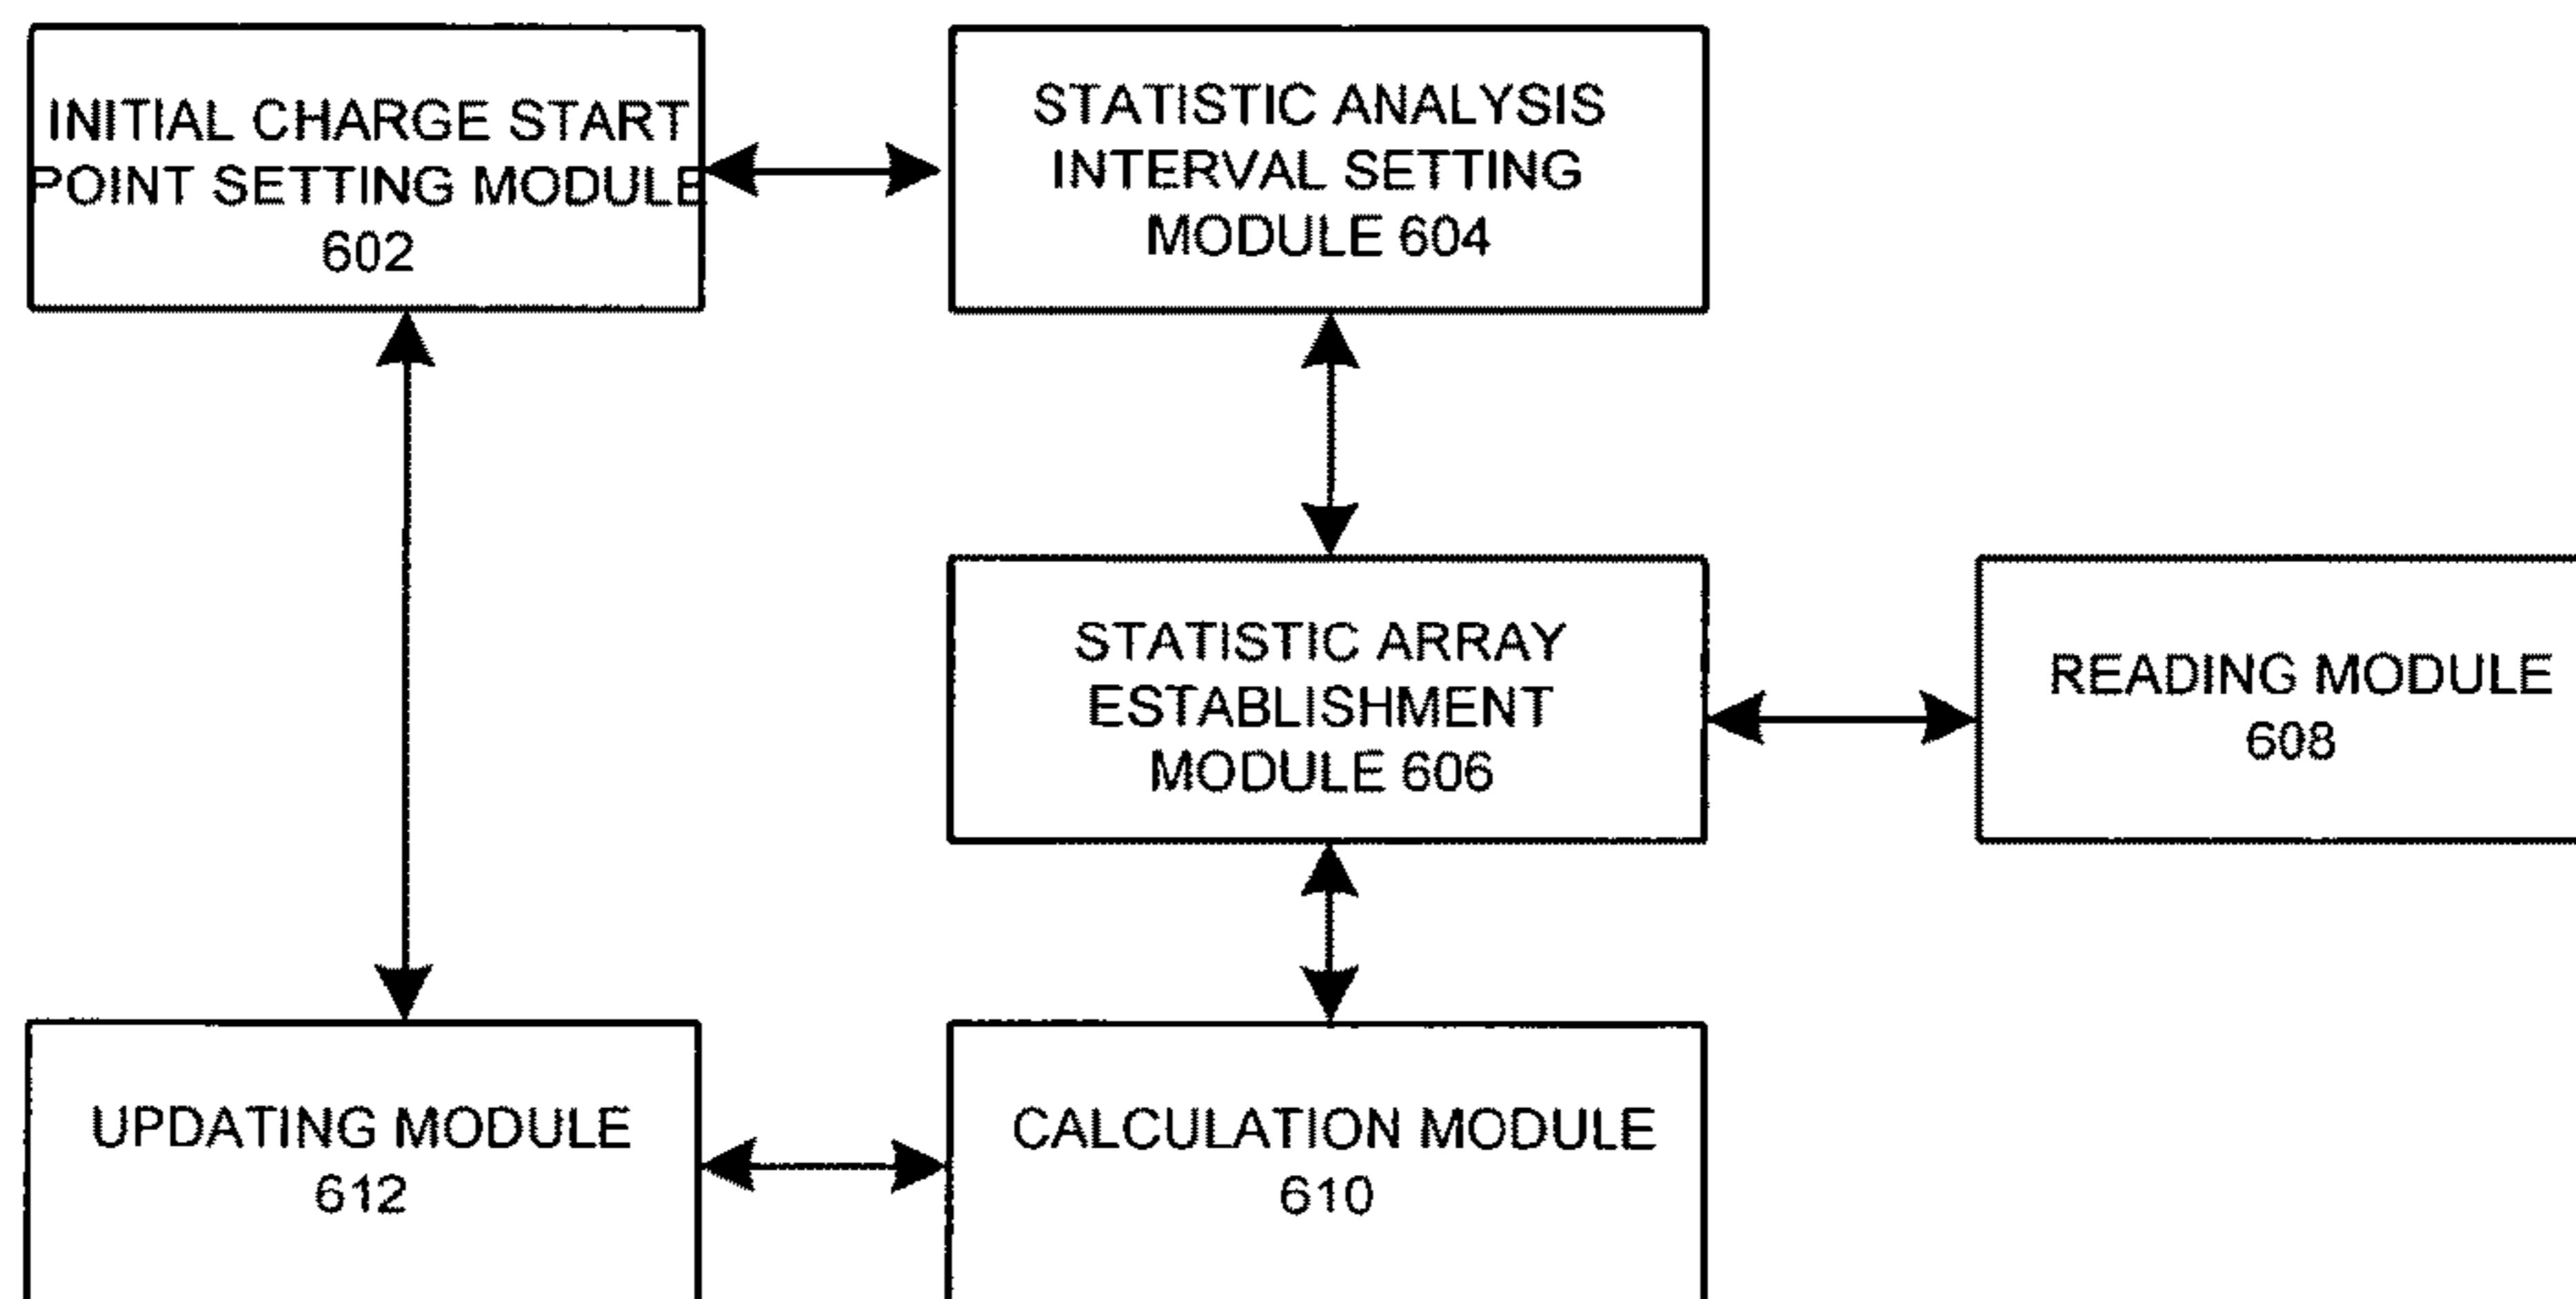 INITIAL CHARGE START
POINT SETTING MODULE
602
STATISTIC ANALYSIS
INTERVAL SETTING
MODULE 604
STATISTIC ARRAY
ESTABLISHMENT
MODULE 606
READING MODULE
608
UPDATING MODULE
612
CALCULATION MODULE
610